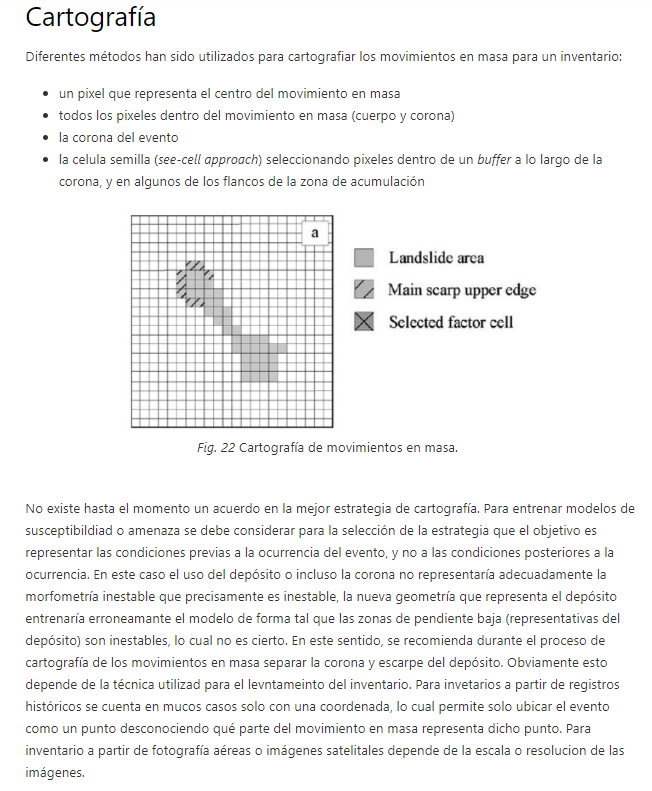 Cartografía
Diferentes métodos han sido utilizados para cartografiar los movimientos en masa para un inventario:
un pixel que representa el centro del movimiento en masa
todos los pixeles dentro del movimiento en masa (cuerpo y corona)
la corona del evento
la celula semilla (see-cell approach) seleccionando pixeles dentro de un buffer a lo largo de la
corona, y en algunos de los flancos de la zona de acumulación
a
Landslide area
Main scarp upper edge
Selected factor cell
Fig. 22 Cartografía de movimientos en masa.
No existe hasta el momento un acuerdo en la mejor estrategia de cartografía. Para entrenar modelos de
susceptibildiad o amenaza se debe considerar para la selección de la estrategia que el objetivo es
representar las condiciones previas a la ocurrencia del evento, y no a las condiciones posteriores a la
ocurrencia. En este caso el uso del depósito o incluso la corona no representaría adecuadamente la
morfometría inestable que precisamente es inestable, la nueva geometría que representa el depósito
entrenaría erroneamante el modelo de forma tal que las zonas de pendiente baja (representativas del
depósito) son inestables, lo cual no es cierto. En este sentido, se recomienda durante el proceso de
cartografía de los movimientos en masa separar la corona y escarpe del depósito. Obviamente esto
depende de la técnica utilizad para el levntameinto del inventario. Para invetarios a partir de registros
históricos se cuenta en mucos casos solo con una coordenada, lo cual permite solo ubicar el evento
como un punto desconociendo qué parte del movimiento en masa representa dicho punto. Para
inventario a partir de fotografía aéreas o imágenes satelitales depende de la escala o resolucion de las
imágenes.